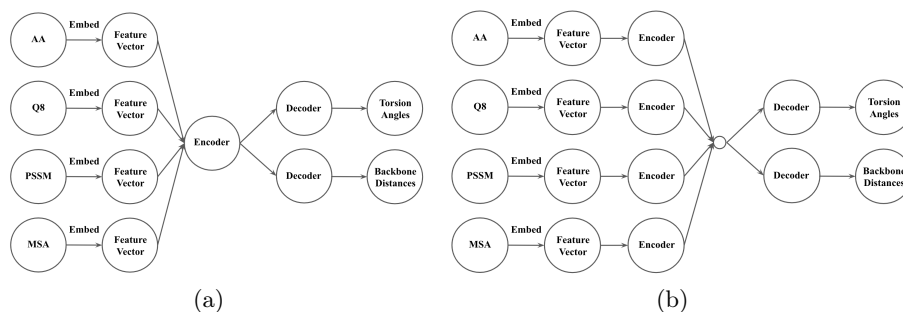 AA
Embed
Feature
Vector
Q8
Embed
Feature
Vector
PSSM
Embed
Feature
Vector
MSA
Embed
Feature
Vector
Encoder
Decoder
Torsion
Angles
Decoder
Backbone
Distances
(a)
AA
Embed
Feature
Vector
Encoder
Q8
Embed
Feature
Vector
Encoder
PSSM
Embed
Feature
Vector
Encoder
MSA
Embed
Feature
Vector
Encoder
Decoder
Torsion
Angles
Decoder
Backbone
Distances
(b)